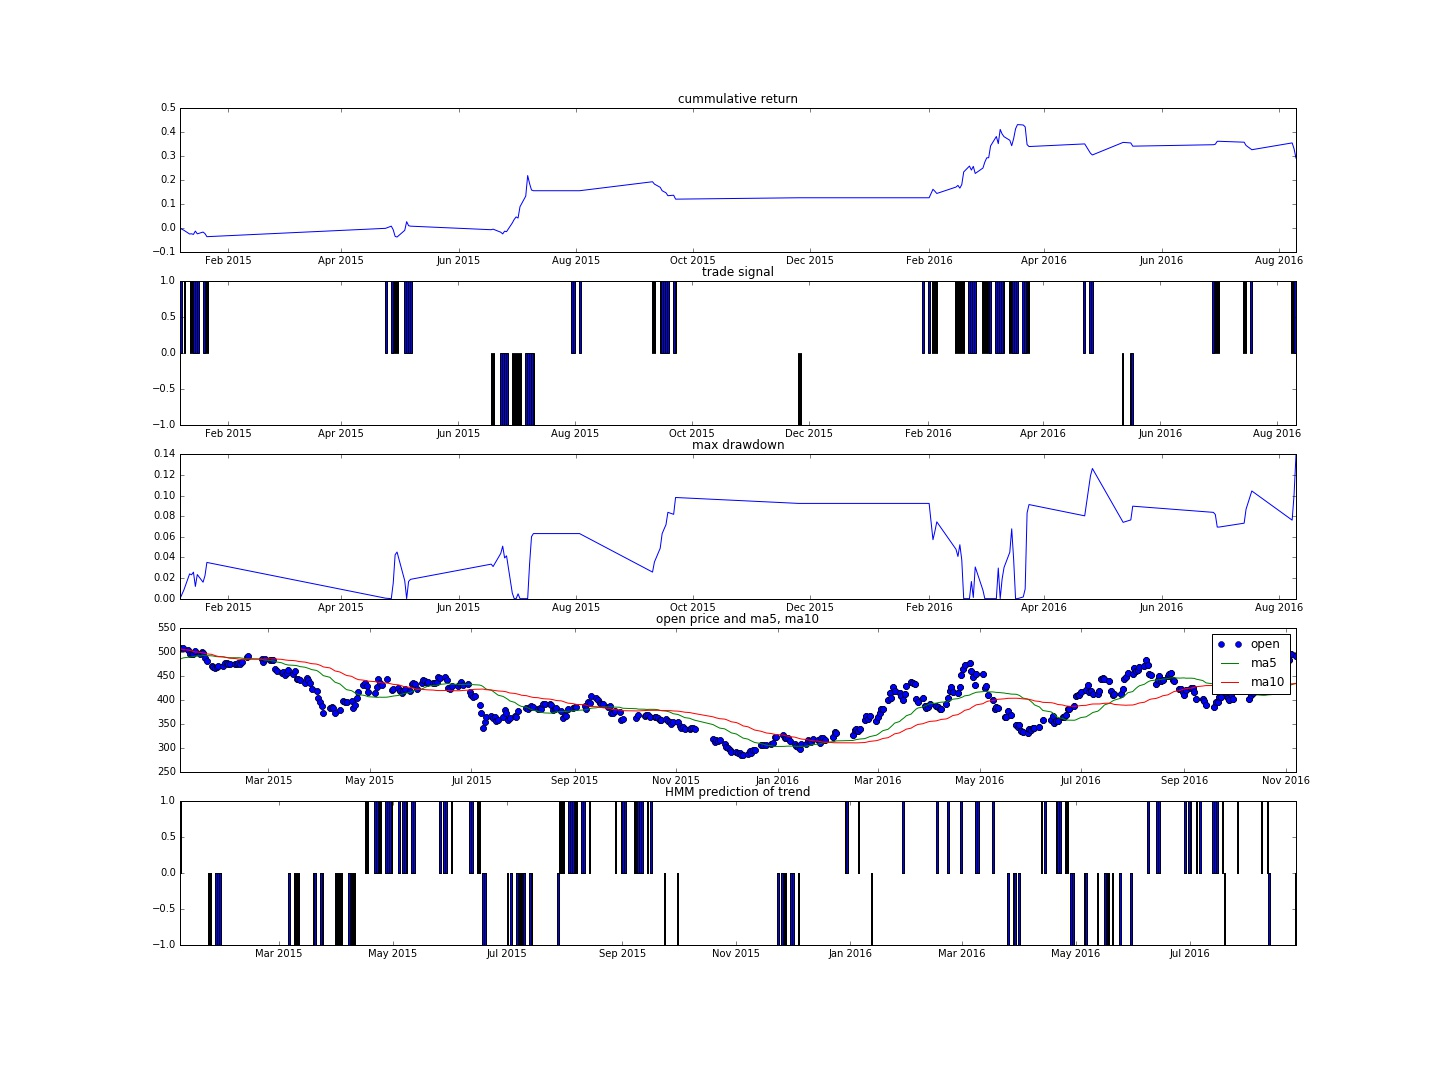 cummulative return
0.5
0.4
0.3
0.2
0.1
0.0
−0.1
Feb 2015 Apr 2015 Jun 2015 Aug 2015 Oct 2015 Dec 2015 Feb 2016 Apr 2016 Jun 2016 Aug 2016
trade signal
1.0
0.5
0.0
−0.5
−1.0
Feb 2015 Apr 2015 Jun 2015 Aug 2015 Oct 2015 Dec 2015 Feb 2016 Apr 2016 Jun 2016 Aug 2016
max drawdown
0.14
0.12
0.10
0.08
0.06
0.04
0.02
0.00
Feb 2015 Apr 2015 Jun 2015 Aug 2015 Oct 2015 Dec 2015 Feb 2016 Apr 2016 Jun 2016 Aug 2016
open price and ma5, ma10
550
500
450
400
350
300
250
open
ma5
ma10
Mar 2015 May 2015 Jul 2015 Sep 2015 Nov 2015 Jan 2016 Mar 2016 May 2016 Jul 2016 Sep 2016 Nov 2016
HMM prediction of trend
1.0
0.5
0.0
−0.5
−1.0
Mar 2015 May 2015 Jul 2015 Sep 2015 Nov 2015 Jan 2016 Mar 2016 May 2016 Jul 2016